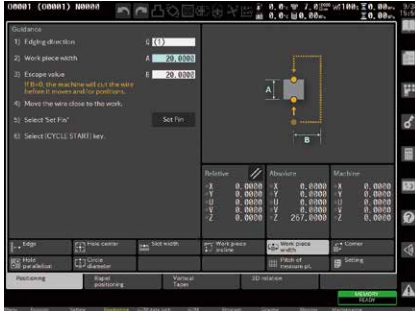 00001 (00001) N0000
Guidance
1) Edging direction Q (1)
2) Work piece width A 20.0000
3) Escape value B 20.0000
If B=0, the machine will cut the wire
before it moves and/or positions.
4) Move the wire close to the work.
5) Select 'Set Fin' Set Fin
6) Select [CYCLE START] key.
A
B
Relative Absolute Machine
X 0.0000 X 0.0000 X 0.0000
Y 0.0000 Y 0.0000 Y 0.0000
U 0.0000 U 0.0000 U 0.0000
V 0.0000 V 0.0000 V 0.0000
Z 0.0000 Z 267.0000 Z 0.0000
Edge Hole center Slot width Work piece incline Work piece width Corner
Hole parallelism Circle diameter Pitch of measure pt. Setting
Positioning Rapid positioning Vertical Taper 3D rotation
MEMORY
READY